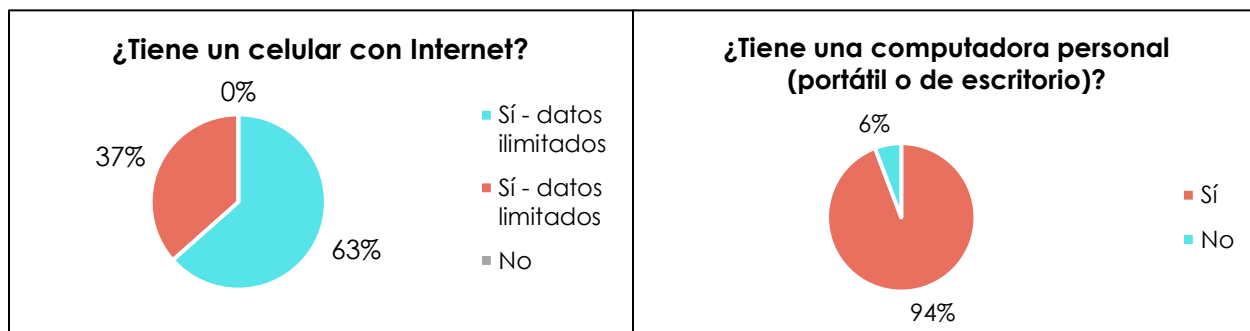 ¿Tiene un celular con Internet?
0%
37%
63%
Sí - datos
ilimitados
Sí - datos
limitados
No
¿Tiene una computadora personal
(portátil o de escritorio)?
6%
94%
Sí
No